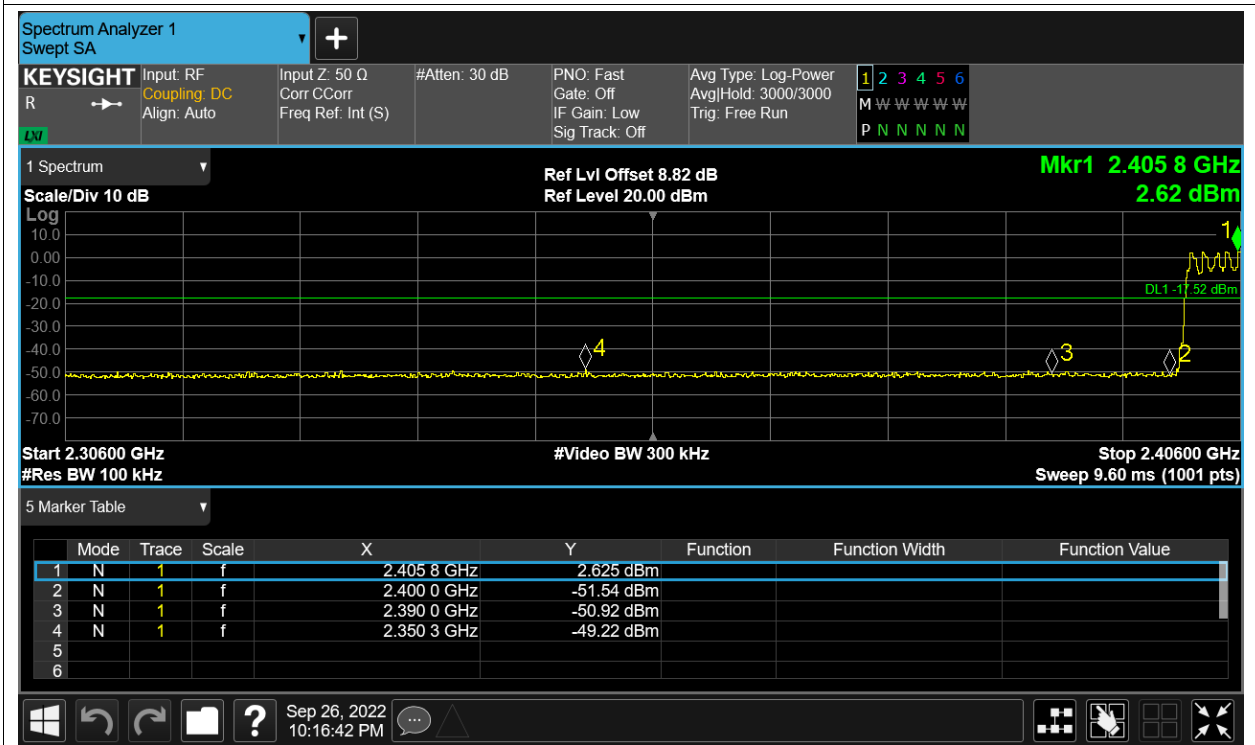 Spectrum Analyzer 1
Swept SA
KEYSIGHT Input: RF Input Z: 50 Ω #Atten: 30 dB PNO: Fast Avg Type: Log-Power 1 2 3 4 5 6
R Coupling: DC Corr CCorr Gate: Off Avg|Hold: 3000/3000 M W W W W W
Align: Auto Freq Ref: Int (S) IF Gain: Low Trig: Free Run
LXI Sig Track: Off P N N N N N
1 Spectrum Ref Lvl Offset 8.82 dB Mkr1 2.405 8 GHz
Scale/Div 10 dB Ref Level 20.00 dBm 2.62 dBm
Log
10.0 1
0.00
-10.0
DL1 -17.52 dBm
-20.0
-30.0
-40.0 4 3 2
-50.0
-60.0
-70.0
Start 2.30600 GHz #Video BW 300 kHz Stop 2.40600 GHz
#Res BW 100 kHz Sweep 9.60 ms (1001 pts)
5 Marker Table
Mode Trace Scale X Y Function Function Width Function Value
1 N 1 f 2.405 8 GHz 2.625 dBm
2 N 1 f 2.400 0 GHz -51.54 dBm
3 N 1 f 2.390 0 GHz -50.92 dBm
4 N 1 f 2.350 3 GHz -49.22 dBm
5
6
? Sep 26, 2022
10:16:42 PM